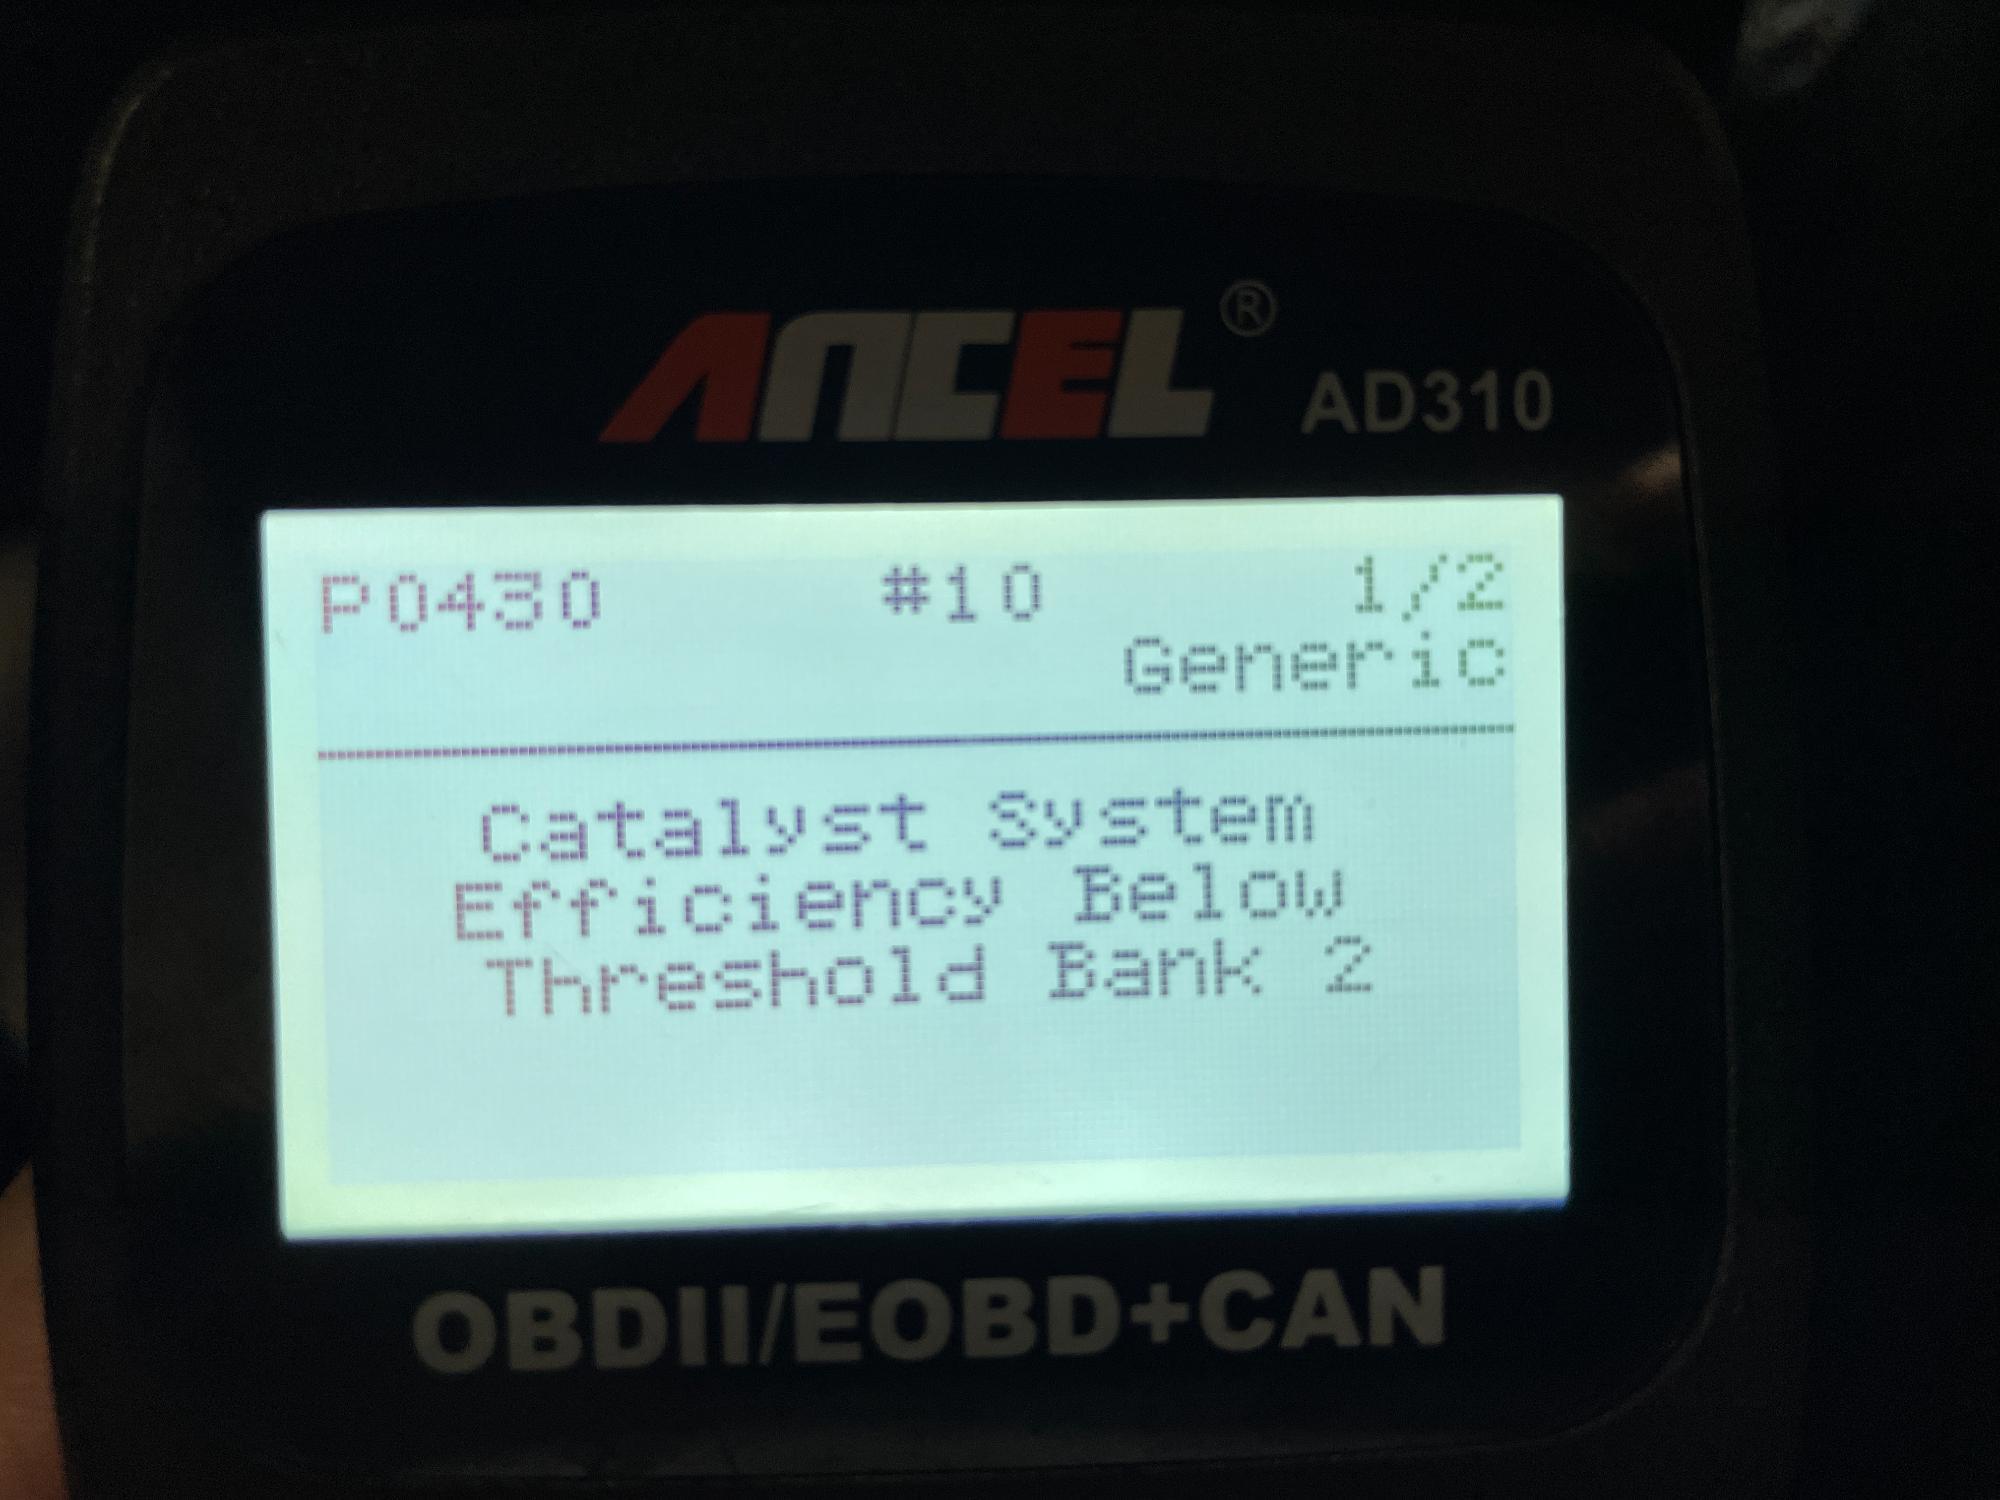 ANCEL®
AD310
P0430 #10 1/2
Generic
Catalyst System
Efficiency Below
Threshold Bank 2
OBDII/EOBD+CAN